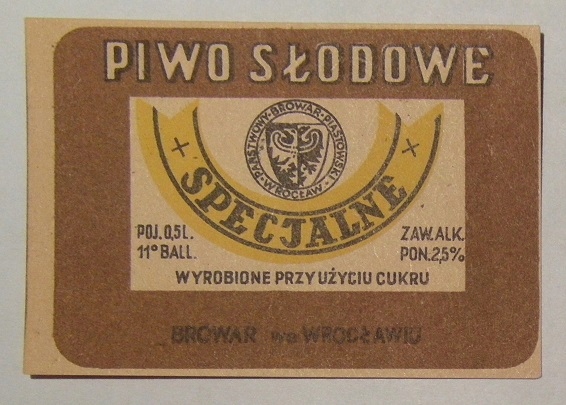 PIWO SŁODOWE
PAŃSTWOWY·BROWAR·PIASTOWSKI
·WROCŁAW·
+ SPECJALNE +
POJ. 0,5 L.
11° BALL.
ZAW. ALK.
PON. 2,5%
WYROBIONE PRZY UŻYCIU CUKRU
BROWAR we WROCŁAWIU